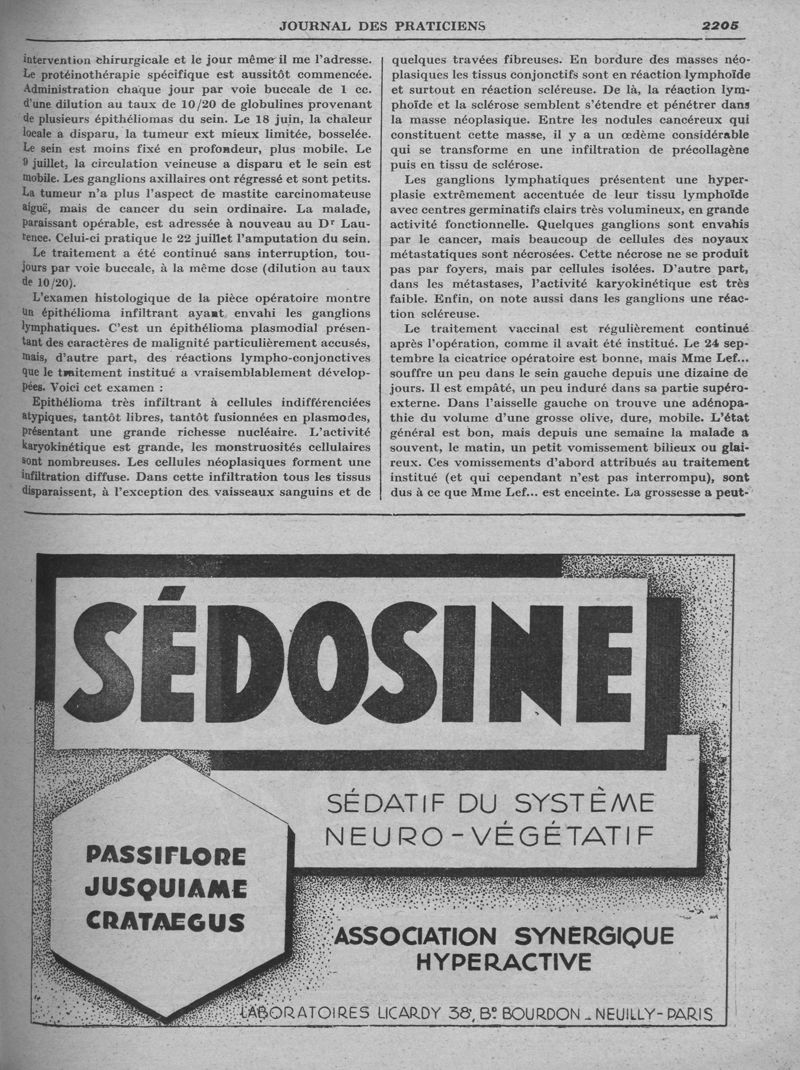 JOURNAL DES PRATICIENS
2205
intervention chirurgicale et le jour même il me l'adresse.
Le protéinothérapie spécifique est aussitôt commencée.
Administration chaque jour par voie buccale de 1 cc.
d'une dilution au taux de 10/20 de globulines provenant
de plusieurs épithéliomas du sein. Le 18 juin, la chaleur
locale a disparu, la tumeur ext mieux limitée, bosselée.
Le sein est moins fixé en profondeur, plus mobile. Le
9 juillet, la circulation veineuse a disparu et le sein est
mobile. Les ganglions axillaires ont régressé et sont petits.
La tumeur n'a plus l'aspect de mastite carcinomateuse
aiguë, mais de cancer du sein ordinaire. La malade,
paraissant opérable, est adressée à nouveau au Dr Lau-
rence. Celui-ci pratique le 22 juillet l'amputation du sein.
Le traitement a été continué sans interruption, tou-
jours par voie buccale, à la même dose (dilution au taux
de 10/20).
L'examen histologique de la pièce opératoire montre
un épithélioma infiltrant ayant envahi les ganglions
lymphatiques. C'est un épithélioma plasmodial présen-
tant des caractères de malignité particulièrement accusés,
mais, d'autre part, des réactions lympho-conjonctives
que le traitement institué a vraisemblablement dévelop-
pées. Voici cet examen :
Epithélioma très infiltrant à cellules indifférenciées
atypiques, tantôt libres, tantôt fusionnées en plasmodes,
présentant une grande richesse nucléaire. L'activité
karyokinétique est grande, les monstruosités cellulaires
sont nombreuses. Les cellules néoplasiques forment une
infiltration diffuse. Dans cette infiltration tous les tissus
disparaissent, à l'exception des vaisseaux sanguins et de
quelques travées fibreuses. En bordure des masses néo-
plasiques les tissus conjonctifs sont en réaction lymphoïde
et surtout en réaction scléreuse. De là, la réaction lym-
phoïde et la sclérose semblent s'étendre et pénétrer dans
la masse néoplasique. Entre les nodules cancéreux qui
constituent cette masse, il y a un œdème considérable
qui se transforme en une infiltration de précollagène
puis en tissu de sclérose.
Les ganglions lymphatiques présentent une hyper-
plasie extrêmement accentuée de leur tissu lymphoïde
avec centres germinatifs clairs très volumineux, en grande
activité fonctionnelle. Quelques ganglions sont envahis
par le cancer, mais beaucoup de cellules des noyaux
métastatiques sont nécrosées. Cette nécrose ne se produit
pas par foyers, mais par cellules isolées. D'autre part,
dans les métastases, l'activité karyokinétique est très
faible. Enfin, on note aussi dans les ganglions une réac-
tion scléreuse.
Le traitement vaccinal est régulièrement continué
après l'opération, comme il avait été institué. Le 24 sep-
tembre la cicatrice opératoire est bonne, mais Mme Lef...
souffre un peu dans le sein gauche depuis une dizaine de
jours. Il est empâté, un peu induré dans sa partie supéro-
externe. Dans l'aisselle gauche on trouve une adénopa-
thie du volume d'une grosse olive, dure, mobile. L'état
général est bon, mais depuis une semaine la malade a
souvent, le matin, un petit vomissement bilieux ou glai-
reux. Ces vomissements d'abord attribués au traitement
institué (et qui cependant n'est pas interrompu), sont
dus à ce que Mme Lef... est enceinte. La grossesse a peut-
SÉDOSINE
SÉDATIF DU SYSTÈME
NEURO-VÉGÉTATIF
PASSIFLORE
JUSQUIAME
CRATAEGUS
ASSOCIATION SYNERGIQUE
HYPERACTIVE
LABORATOIRES LICARDY 38, Bd BOURDON - NEUILLY-PARIS